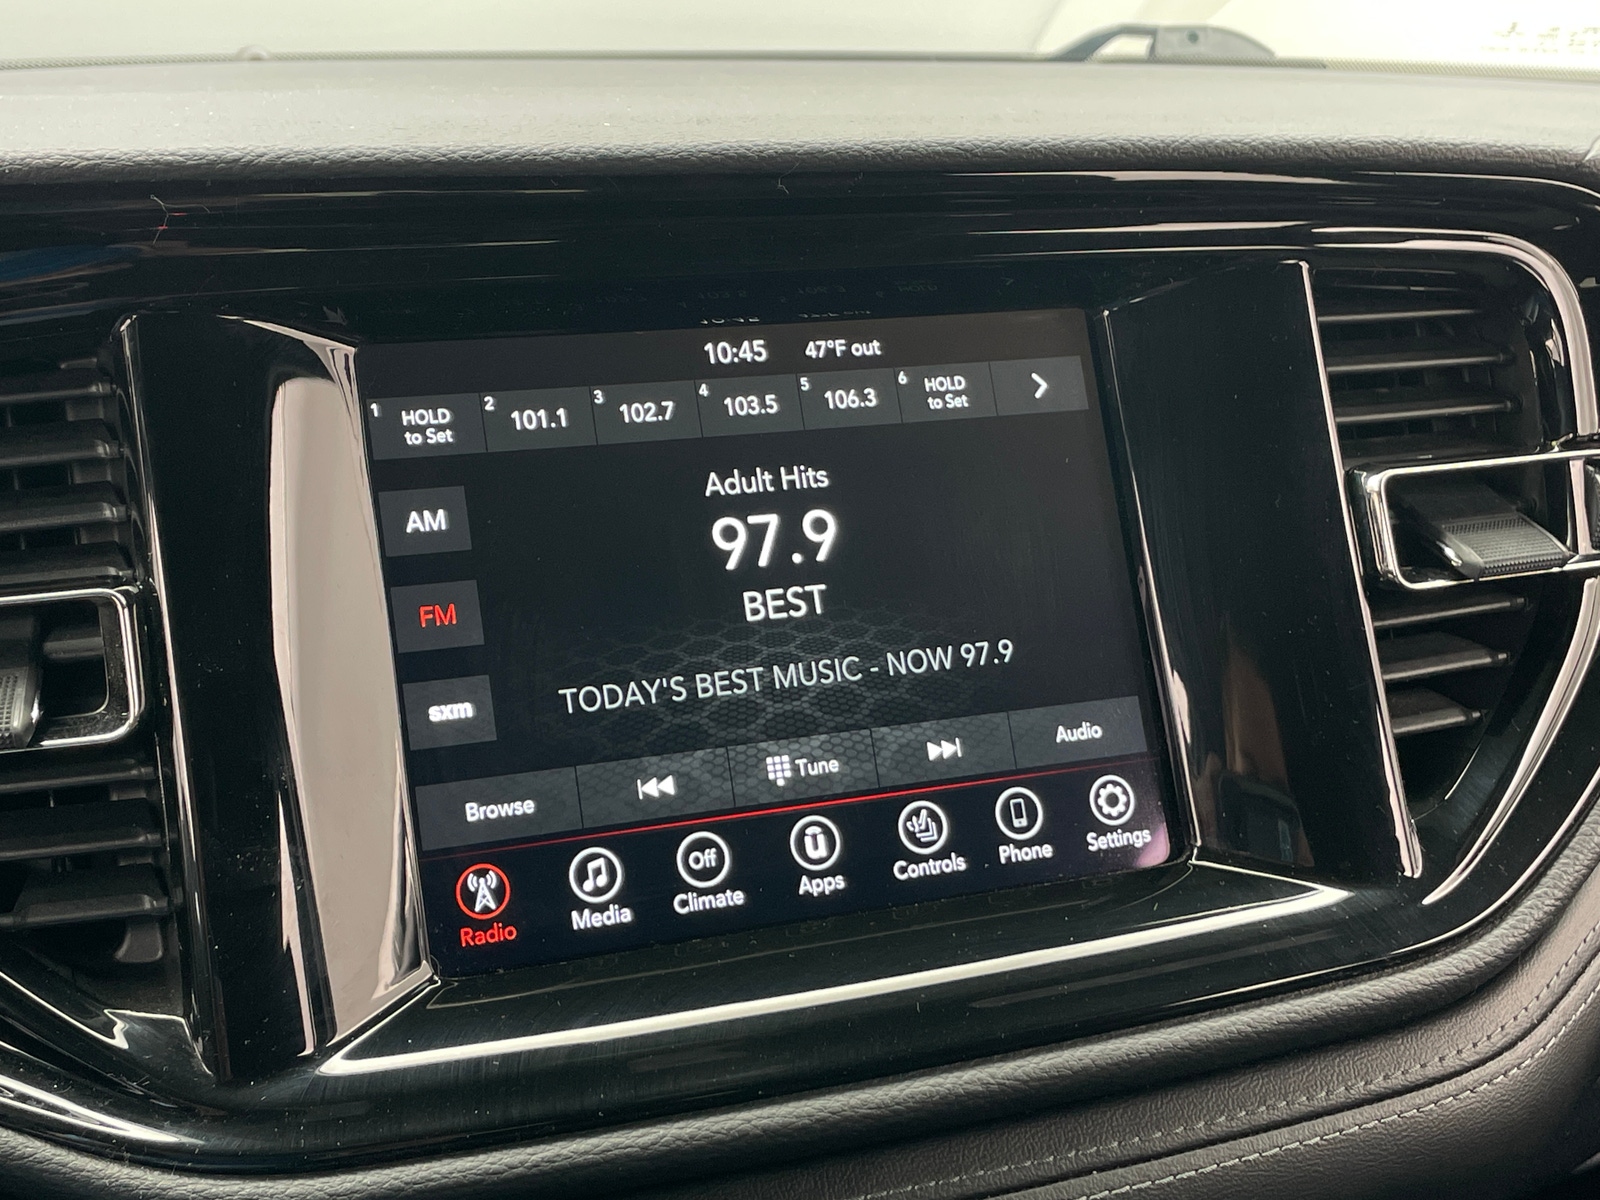 10:45 47°F out
1 HOLD to Set 2 101.1 3 102.7 4 103.5 5 106.3 6 HOLD to Set
Adult Hits
AM
97.9
FM
BEST
sxm
TODAY'S BEST MUSIC - NOW 97.9
Browse Tune Audio
Off
Radio Media Climate Apps Controls Phone Settings